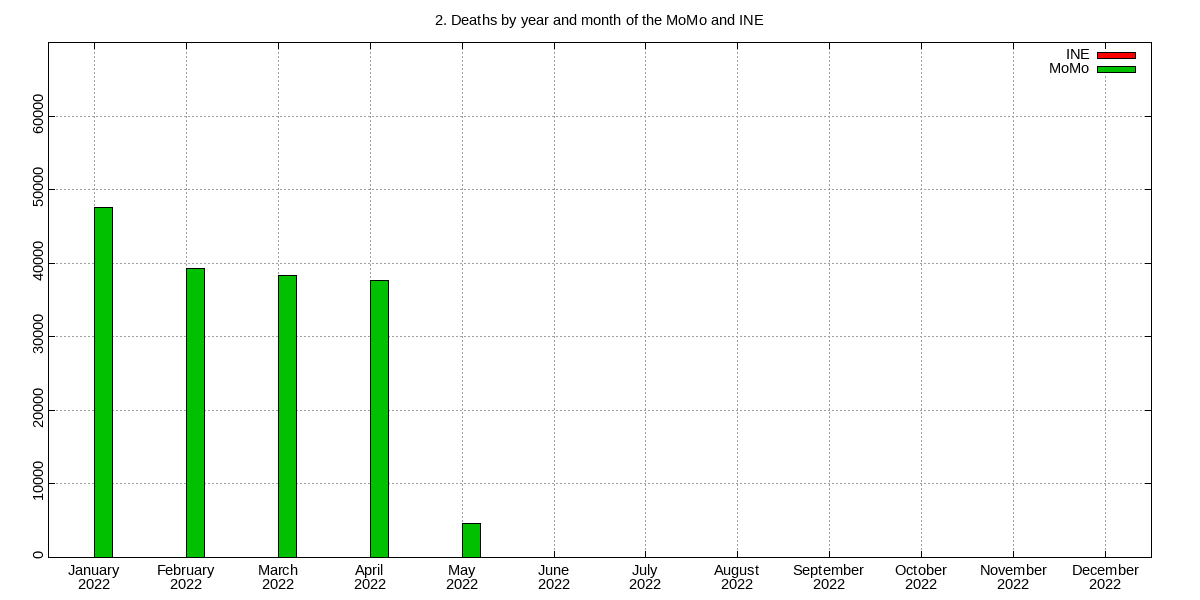 2. Deaths by year and month of the MoMo and INE
INE
MoMo
60000
50000
40000
30000
20000
10000
0
January February March April May June July August September October November December
2022 2022 2022 2022 2022 2022 2022 2022 2022 2022 2022 2022